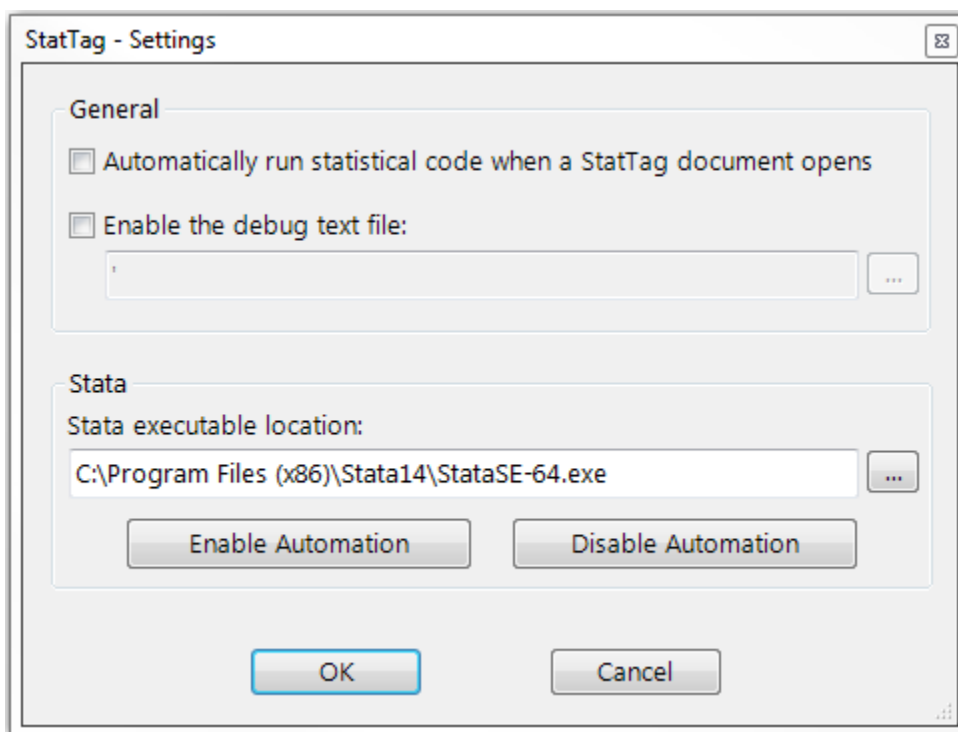 StatTag - Settings
General
Automatically run statistical code when a StatTag document opens
Enable the debug text file:
'
...
Stata
Stata executable location:
C:\Program Files (x86)\Stata14\StataSE-64.exe
...
Enable Automation Disable Automation
OK Cancel